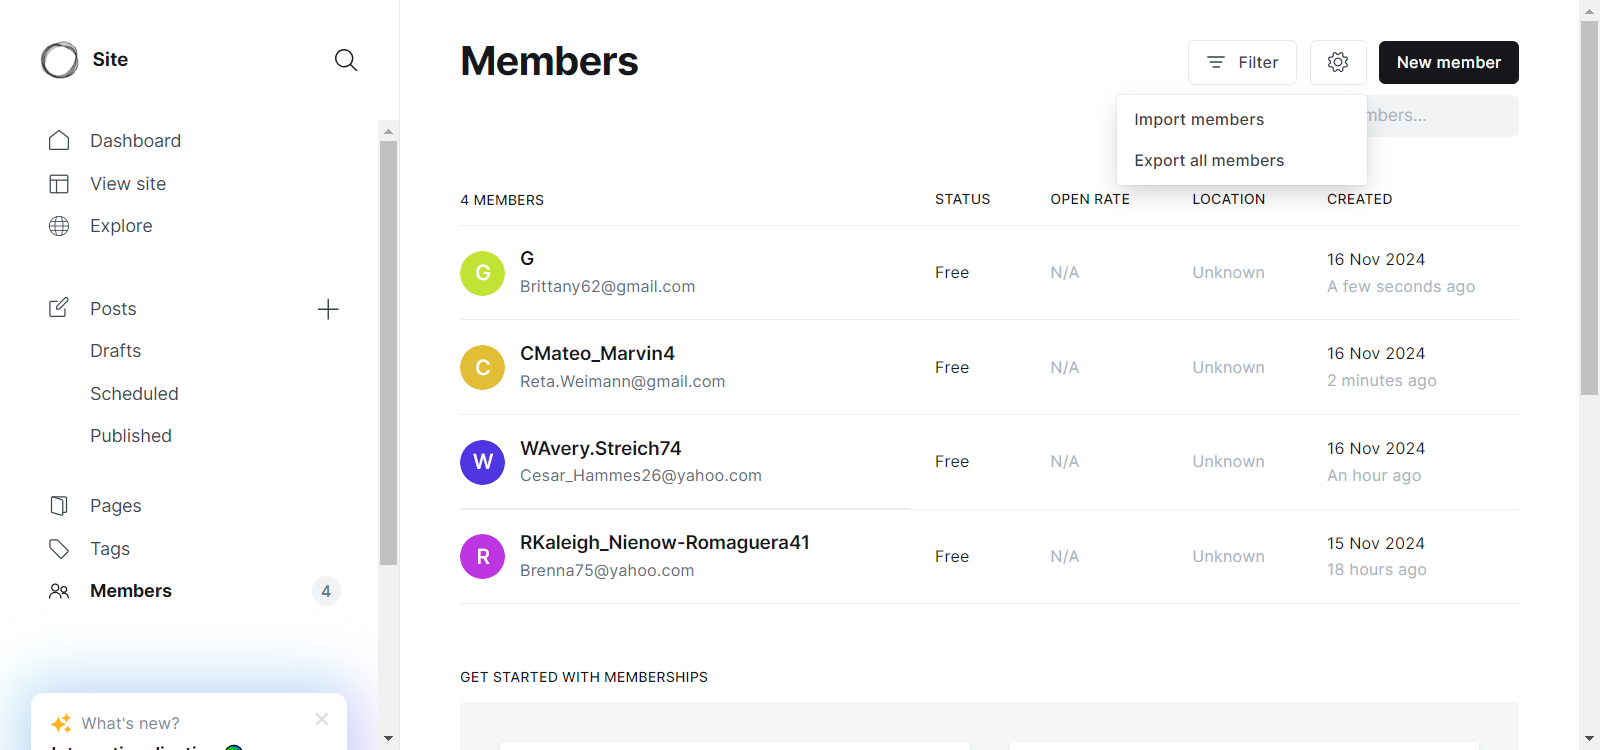 Site
Dashboard
View site
Explore
Posts
Drafts
Scheduled
Published
Pages
Tags
Members
4
What's new?
Members
Filter
New member
Import members
Export all members
4 MEMBERS
STATUS
OPEN RATE
LOCATION
CREATED
G
G
Brittany62@gmail.com
Free
N/A
Unknown
16 Nov 2024
A few seconds ago
C
CMateo_Marvin4
Reta.Weimann@gmail.com
Free
N/A
Unknown
16 Nov 2024
2 minutes ago
W
WAvery.Streich74
Cesar_Hammes26@yahoo.com
Free
N/A
Unknown
16 Nov 2024
An hour ago
R
RKaleigh_Nienow-Romaguera41
Brenna75@yahoo.com
Free
N/A
Unknown
15 Nov 2024
18 hours ago
GET STARTED WITH MEMBERSHIPS